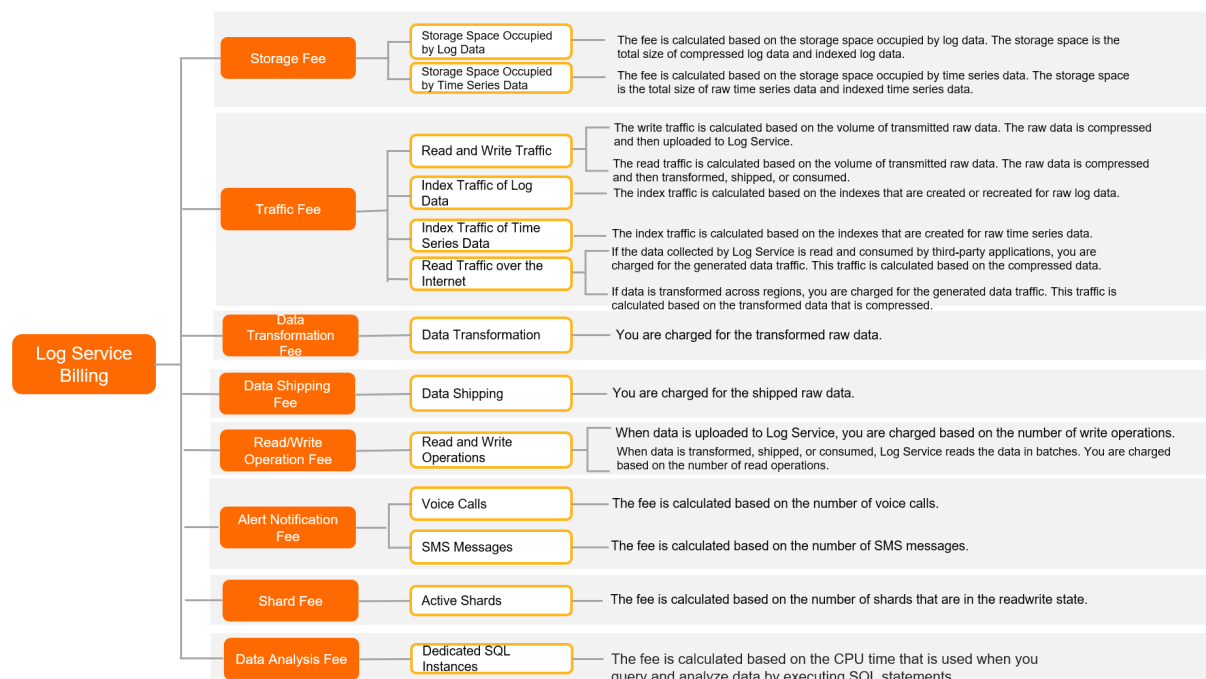 Log Service
Billing
Storage Fee
Storage Space Occupied
by Log Data
The fee is calculated based on the storage space occupied by log data. The storage space is the
total size of compressed log data and indexed log data.
Storage Space Occupied
by Time Series Data
The fee is calculated based on the storage space occupied by time series data. The storage space
is the total size of raw time series data and indexed time series data.
Traffic Fee
Read and Write Traffic
The write traffic is calculated based on the volume of transmitted raw data. The raw data is compressed
and then uploaded to Log Service.
The read traffic is calculated based on the volume of transmitted raw data. The raw data is compressed
and then transformed, shipped, or consumed.
Index Traffic of Log
Data
The index traffic is calculated based on the indexes that are created or recreated for raw log data.
Index Traffic of Time
Series Data
The index traffic is calculated based on the indexes that are created for raw time series data.
Read Traffic over the
Internet
If the data collected by Log Service is read and consumed by third-party applications, you are
charged for the generated data traffic. This traffic is calculated based on the compressed data.
If data is transformed across regions, you are charged for the generated data traffic. This traffic is
calculated based on the transformed data that is compressed.
Data
Transformation
Fee
Data Transformation
You are charged for the transformed raw data.
Data Shipping
Fee
Data Shipping
You are charged for the shipped raw data.
Read/Write
Operation Fee
Read and Write
Operations
When data is uploaded to Log Service, you are charged based on the number of write operations.
When data is transformed, shipped, or consumed, Log Service reads the data in batches. You are charged
based on the number of read operations.
Alert Notification
Fee
Voice Calls
The fee is calculated based on the number of voice calls.
SMS Messages
The fee is calculated based on the number of SMS messages.
Shard Fee
Active Shards
The fee is calculated based on the number of shards that are in the readwrite state.
Data Analysis Fee
Dedicated SQL
Instances
The fee is calculated based on the CPU time that is used when you
query and analyze data by executing SQL statements